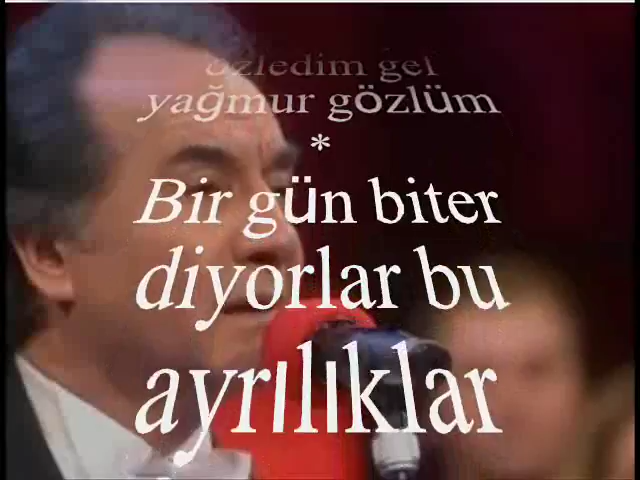 özledim gel
yağmur gözlüm
*
Bir gün biter
diyorlar bu
ayrılıklar